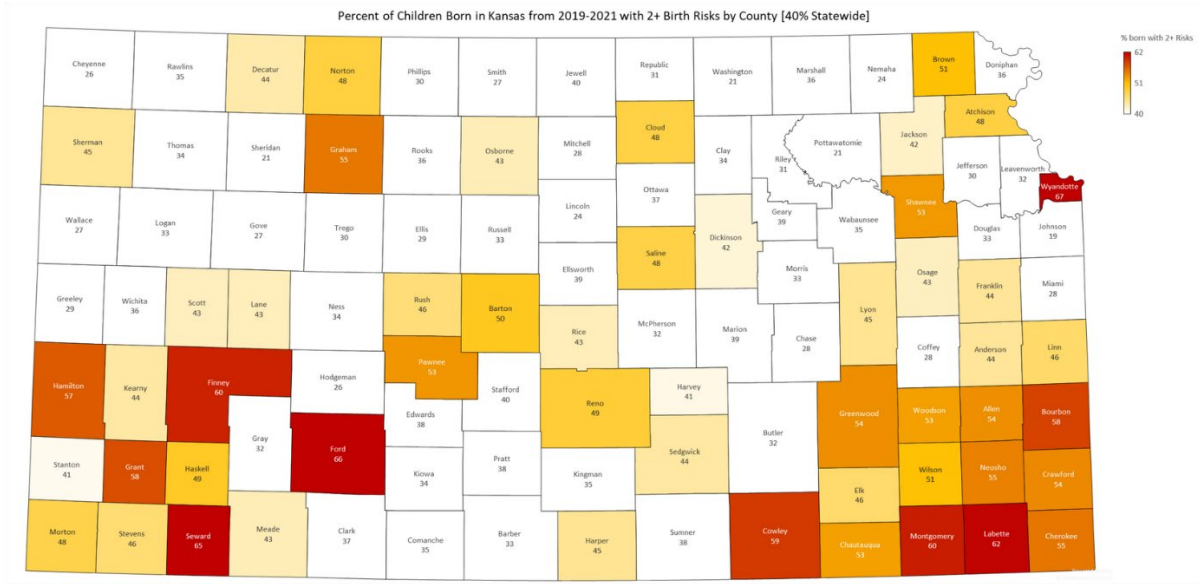 Percent of Children Born in Kansas from 2019-2021 with 2+ Birth Risks by County [40% Statewide]
% born with 2+ Risks
62
51
40
Cheyenne
26
Rawlins
35
Decatur
44
Norton
48
Phillips
30
Smith
27
Jewell
40
Republic
31
Washington
21
Marshall
36
Nemaha
24
Brown
51
Doniphan
36
Sherman
45
Thomas
34
Sheridan
21
Graham
55
Rooks
36
Osborne
43
Mitchell
28
Cloud
48
Clay
34
Riley
31
Pottawatomie
21
Jackson
42
Atchison
48
Jefferson
30
Leavenworth
32
Wyandotte
67
Wallace
27
Logan
33
Gove
27
Trego
30
Ellis
29
Russell
33
Lincoln
24
Ottawa
37
Saline
48
Dickinson
42
Geary
39
Wabaunsee
35
Shawnee
53
Douglas
33
Johnson
19
Greeley
29
Wichita
36
Scott
43
Lane
43
Ness
34
Rush
46
Barton
50
Ellsworth
39
Rice
43
McPherson
32
Marion
39
Morris
33
Chase
28
Lyon
45
Osage
43
Franklin
44
Miami
28
Coffey
28
Anderson
44
Linn
46
Hamilton
57
Kearny
44
Finney
60
Hodgeman
26
Pawnee
53
Stafford
40
Edwards
38
Reno
49
Harvey
41
Sedgwick
44
Butler
32
Greenwood
54
Woodson
53
Allen
54
Bourbon
58
Stanton
41
Grant
58
Haskell
49
Gray
32
Ford
66
Kiowa
34
Pratt
38
Kingman
35
Elk
46
Wilson
51
Neosho
55
Crawford
54
Morton
48
Stevens
46
Seward
65
Meade
43
Clark
37
Comanche
35
Barber
33
Harper
45
Sumner
38
Cowley
59
Chautauqua
53
Montgomery
60
Labette
62
Cherokee
55